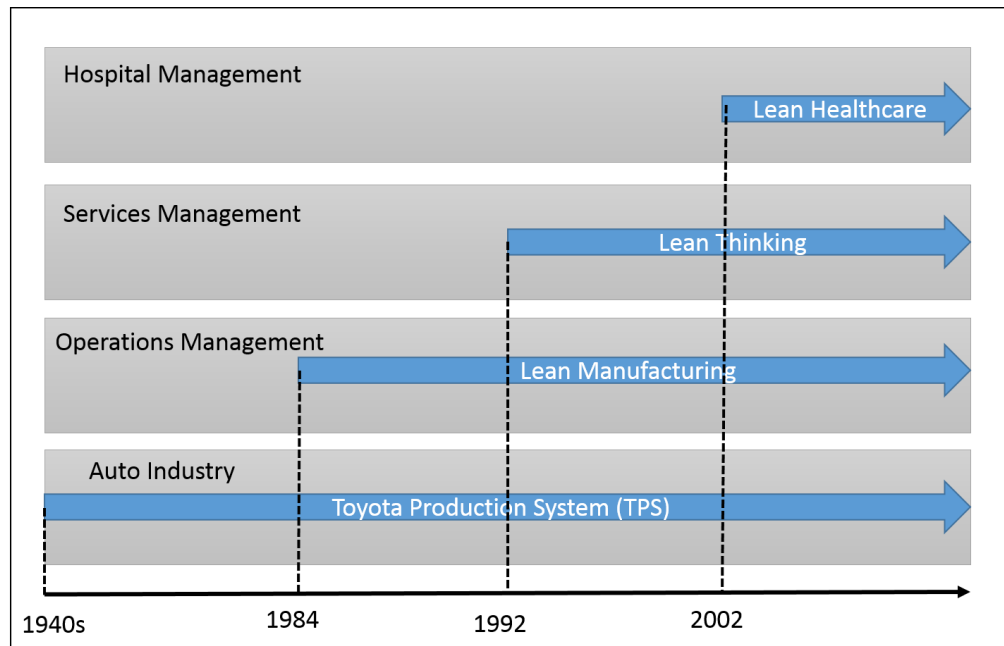 Hospital Management
Lean Healthcare
Services Management
Lean Thinking
Operations Management
Lean Manufacturing
Auto Industry
Toyota Production System (TPS)
1940s
1984
1992
2002